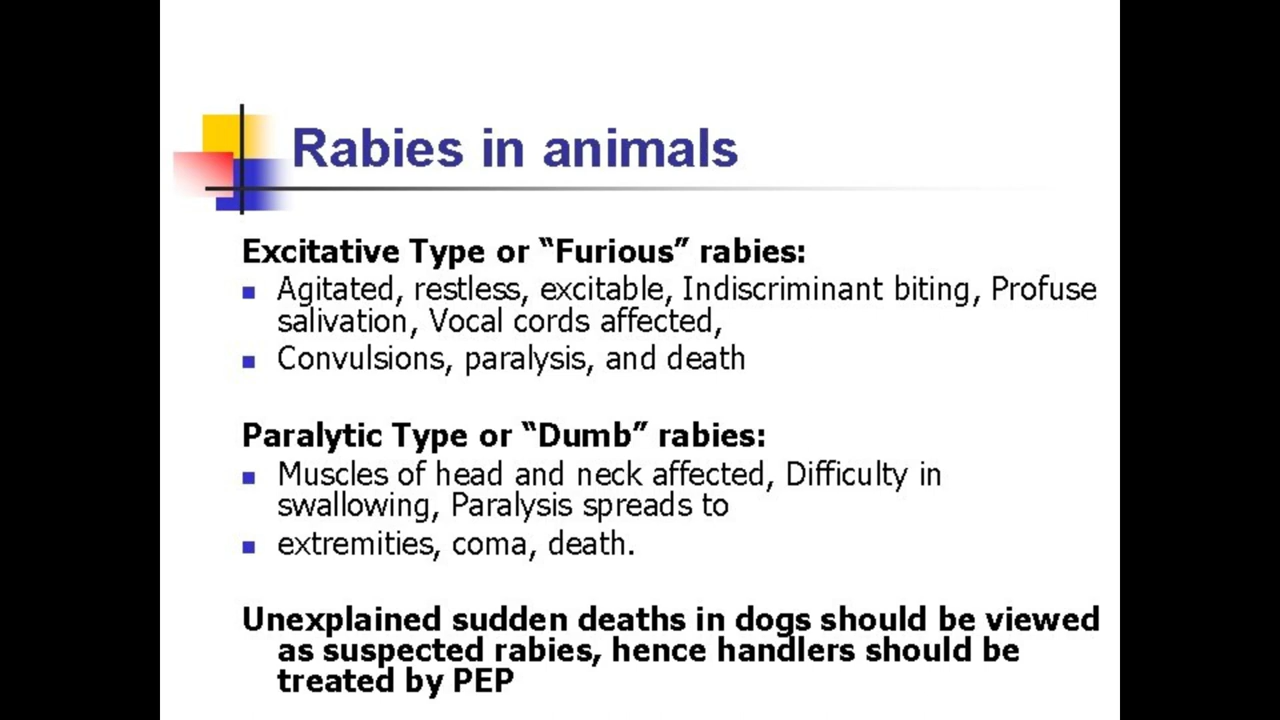 Rabies in animals
Excitative Type or “Furious” rabies:
Agitated, restless, excitable, Indiscriminant biting, Profuse
salivation, Vocal cords affected,
Convulsions, paralysis, and death
Paralytic Type or “Dumb” rabies:
Muscles of head and neck affected, Difficulty in
swallowing, Paralysis spreads to
extremities, coma, death.
Unexplained sudden deaths in dogs should be viewed
as suspected rabies, hence handlers should be
treated by PEP